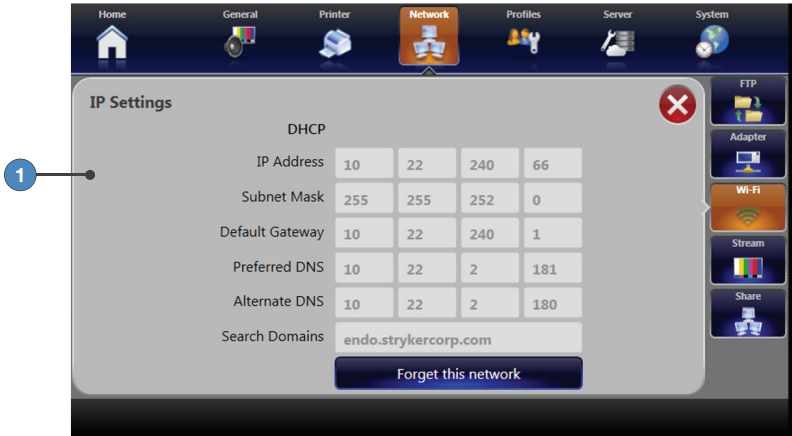 Home General Printer Network Profiles Server System
FTP
IP Settings
DHCP
Adapter
IP Address 10 22 240 66
1
Subnet Mask 255 255 252 0
Wi-Fi
Default Gateway 10 22 240 1
Stream
Preferred DNS 10 22 2 181
Alternate DNS 10 22 2 180
Share
Search Domains endo.strykercorp.com
Forget this network